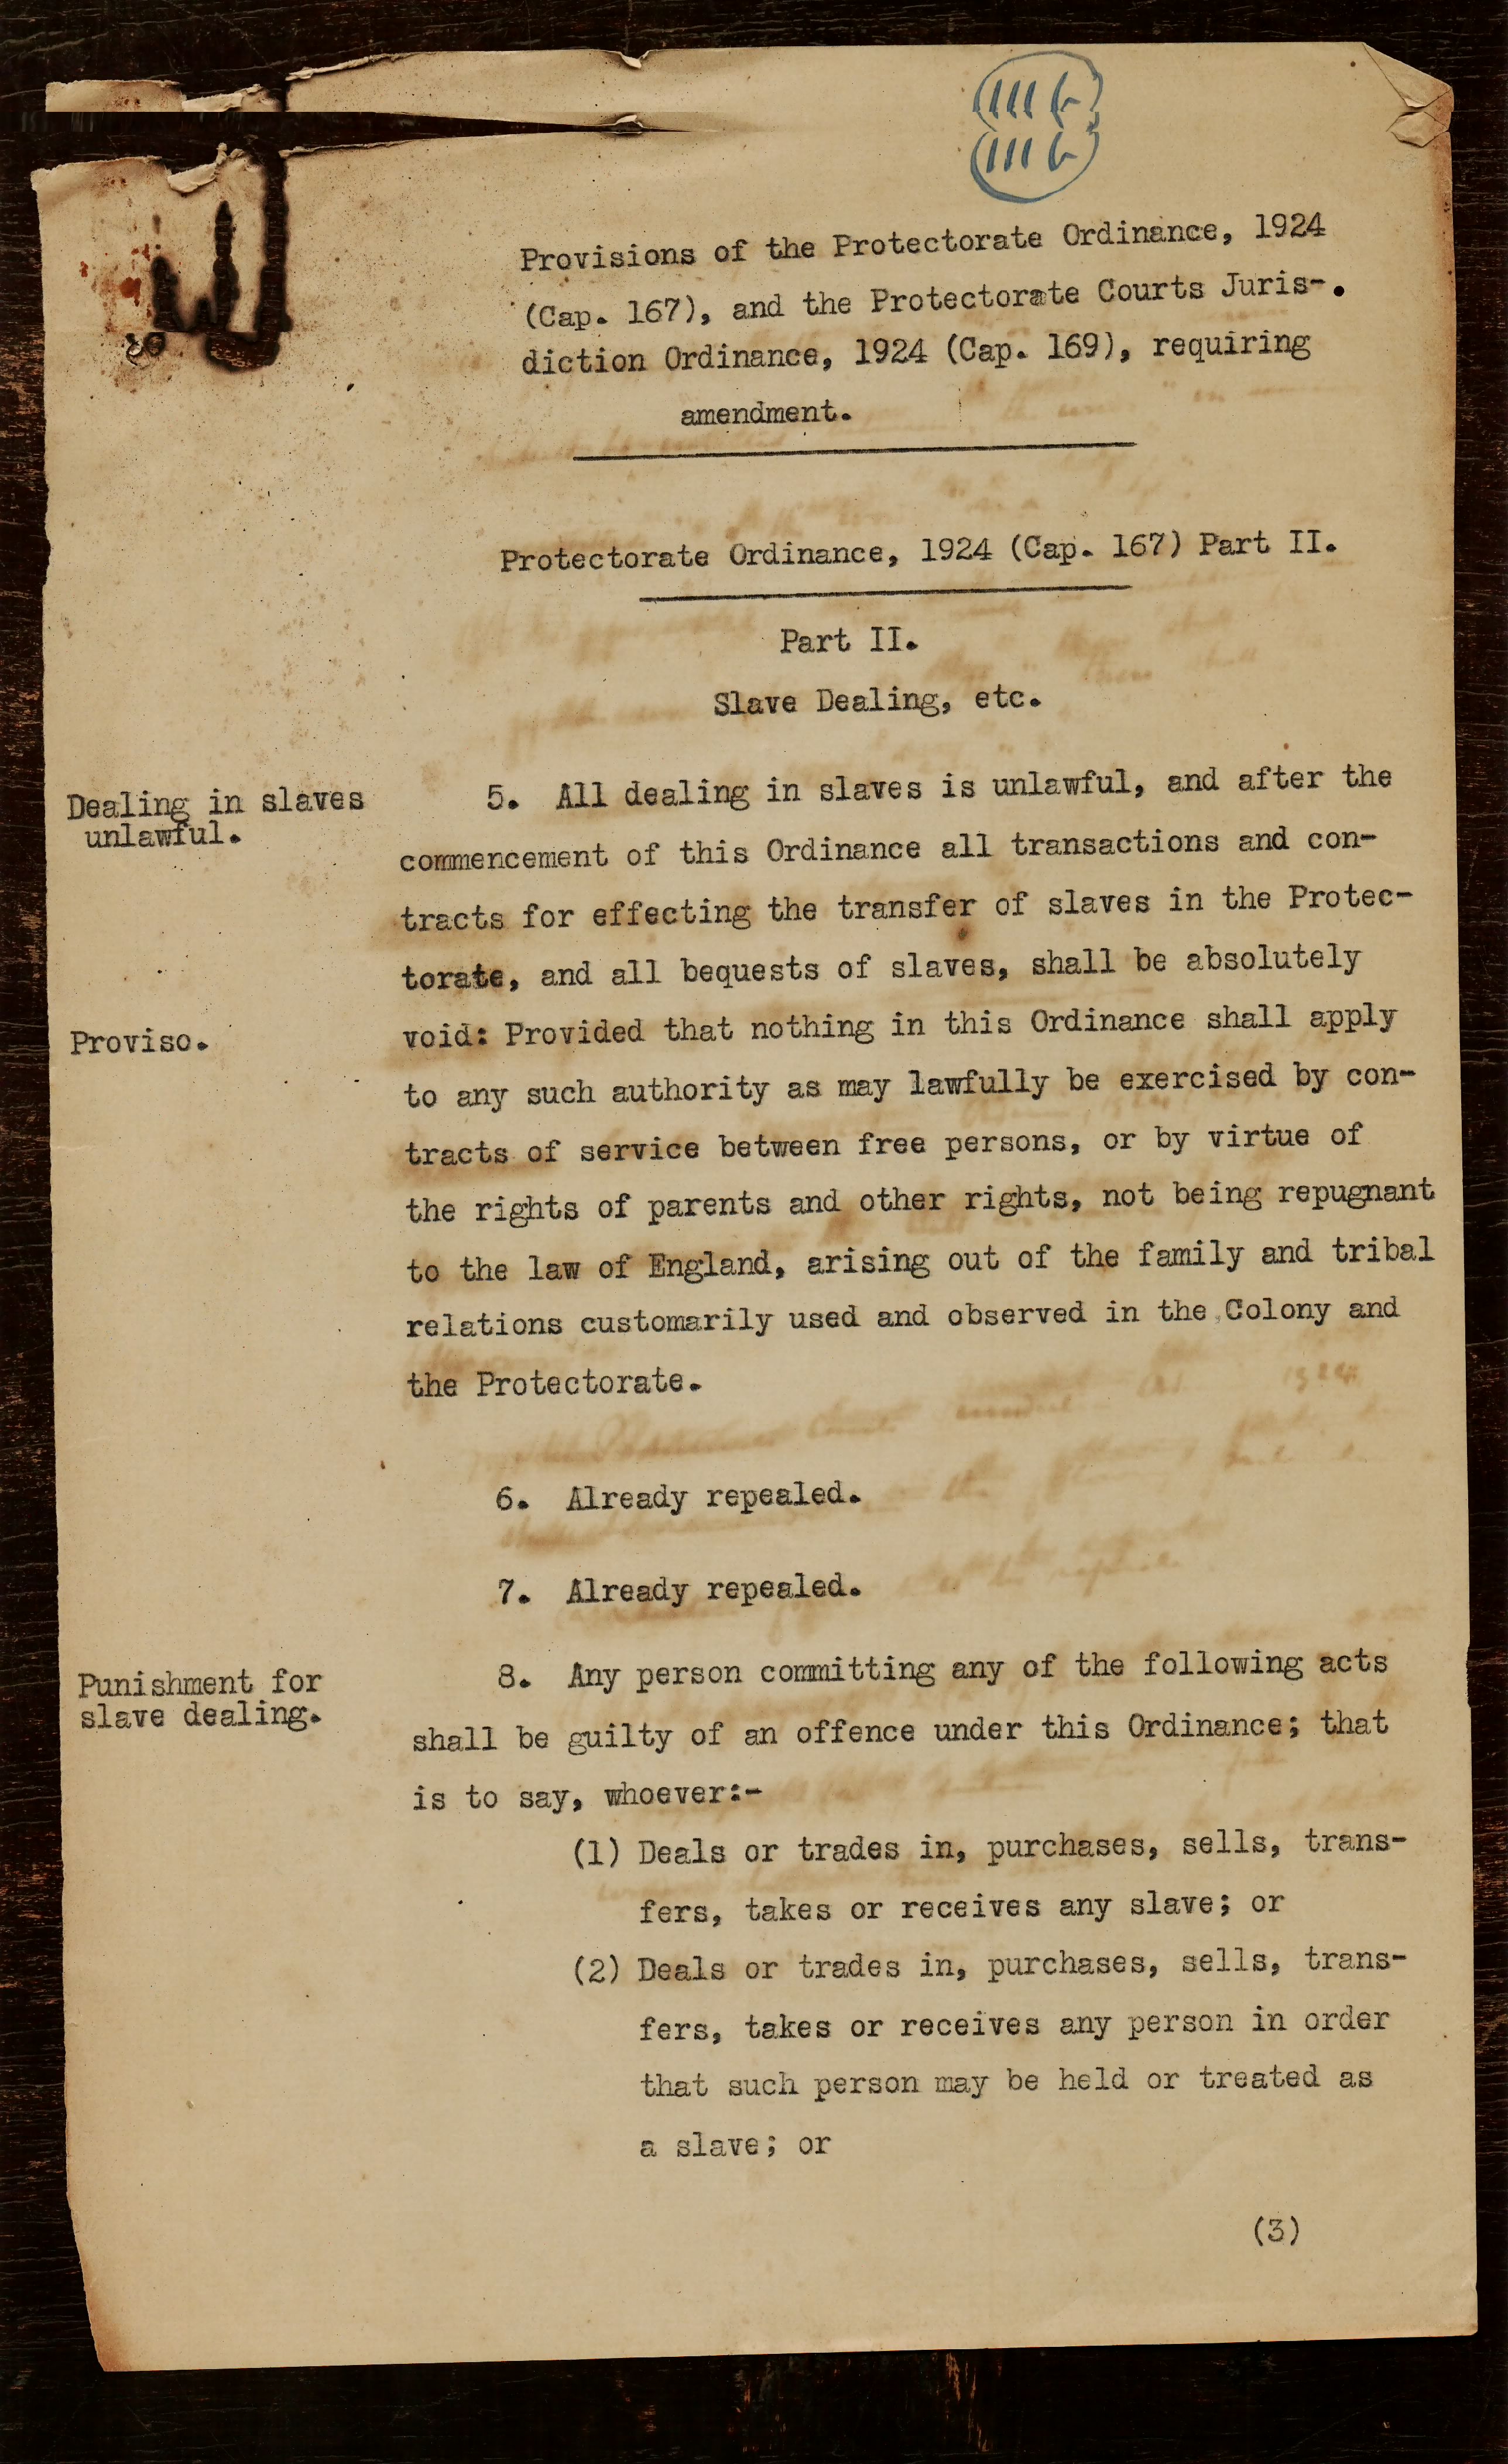 Provisions of the Protectorate Ordinance, 1924
(Cap. 167), and the Protectorate Courts Juris-.
diction Ordinance, 1924 (Cap. 169), requiring
amendment.
Protectorate Ordinance, 1924 (Cap. 167) Part II.
Part II.
Slave Dealing, etc.
Dealing in slaves
unlawful.
5. All dealing in slaves is unlawful, and after the
commencement of this Ordinance all transactions and con-
tracts for effecting the transfer of slaves in the Protec-
torate, and all bequests of slaves, shall be absolutely
Proviso.
void: Provided that nothing in this Ordinance shall apply
to any such authority as may lawfully be exercised by con-
tracts of service between free persons, or by virtue of
the rights of parents and other rights, not being repugnant
to the law of England, arising out of the family and tribal
relations customarily used and observed in the Colony and
the Protectorate.
6. Already repealed.
7. Already repealed.
Punishment for
slave dealing.
8. Any person committing any of the following acts
shall be guilty of an offence under this Ordinance; that
is to say, whoever:-
(1) Deals or trades in, purchases, sells, trans-
fers, takes or receives any slave; or
(2) Deals or trades in, purchases, sells, trans-
fers, takes or receives any person in order
that such person may be held or treated as
a slave; or
(3)